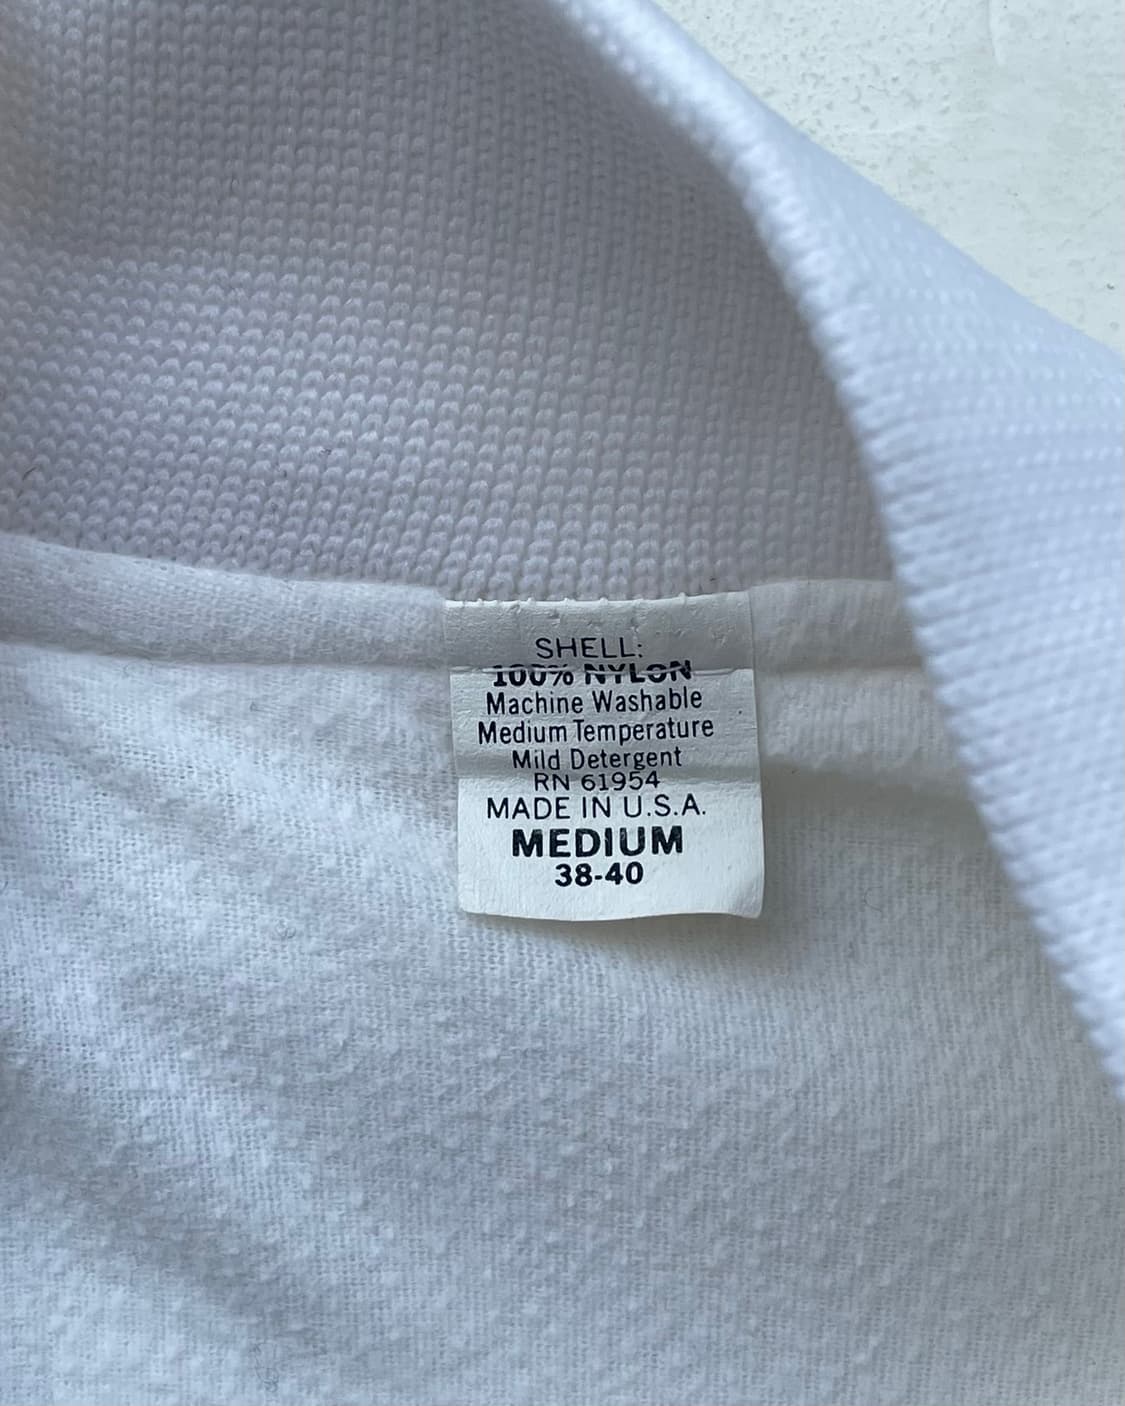 SHELL:
100% NYLON
Machine Washable
Medium Temperature
Mild Detergent
RN 61954
MADE IN U.S.A.
MEDIUM
38-40